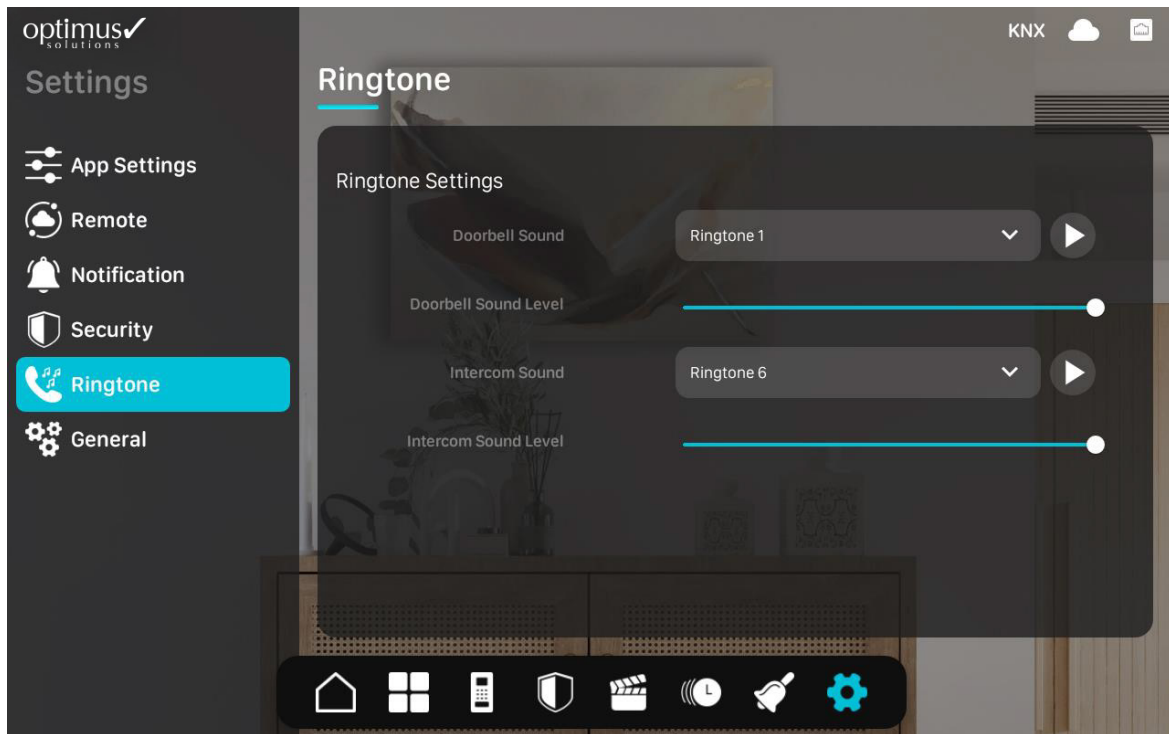 optimus
solutions
KNX
Settings
Ringtone
App Settings
Remote
Notification
Security
Ringtone
General
Ringtone Settings
Doorbell Sound
Ringtone 1
Doorbell Sound Level
Intercom Sound
Ringtone 6
Intercom Sound Level